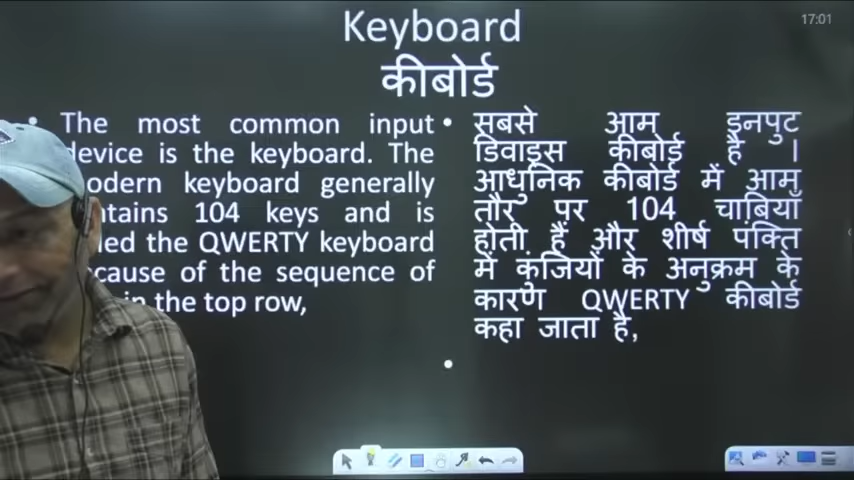 17:01
Keyboard
कीबोर्ड
The most common input
device is the keyboard. The
keyboard generally
104 keys and is
the QWERTY keyboard
of the sequence of
in the top row,
सबसे आम इनपुट
डिवाइस कीबोर्ड है ।
आधुनिक कीबोर्ड में आम
तौर पर 104 चाबियाँ
होती हैं और शीर्ष पंक्ति
में कुंजियों के अनुक्रम के
कारण QWERTY कीबोर्ड
कहा जाता है,